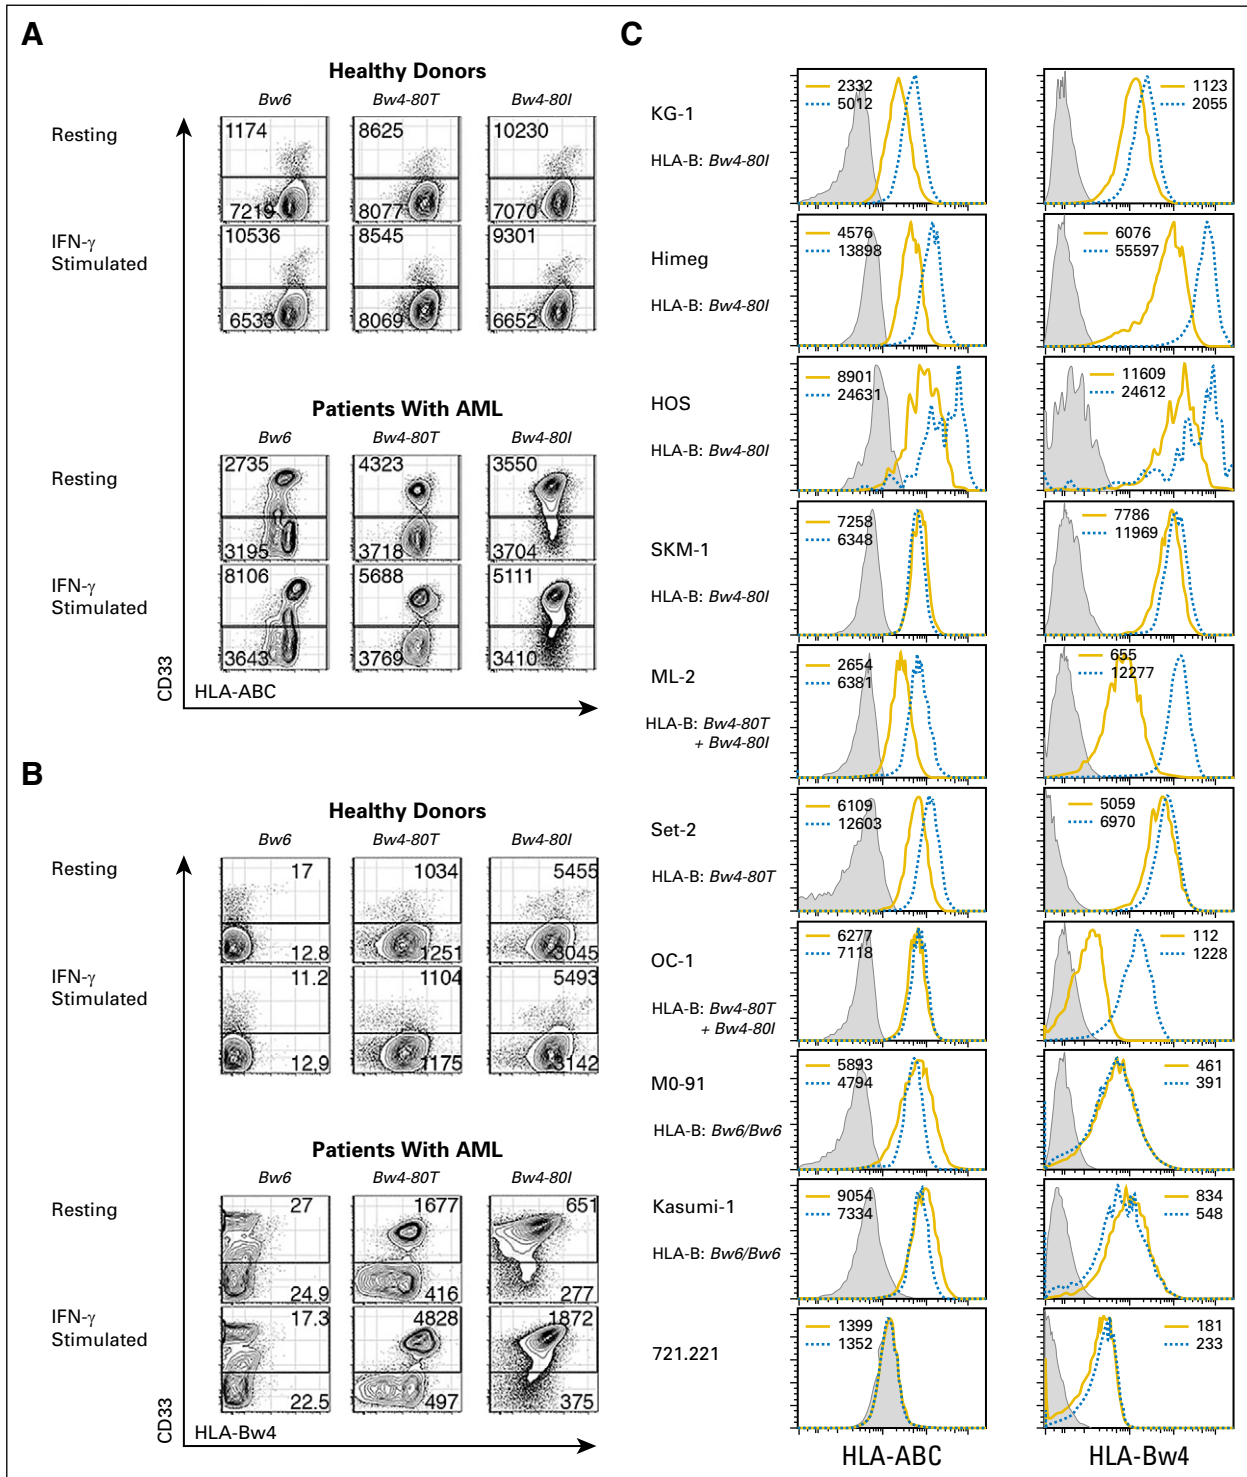 A
Healthy Donors
Bw6 Bw4-80T Bw4-80I
Resting
1174 8625 10230
7219 8077 7070
IFN-γ
Stimulated
10536 8545 9301
6533 8069 6652
Patients With AML
Bw6 Bw4-80T Bw4-80I
Resting
2735 4323 3550
3195 3718 3704
IFN-γ
Stimulated
8106 5688 5111
3643 3769 3410
CD33
HLA-ABC
B
Healthy Donors
Bw6 Bw4-80T Bw4-80I
Resting
17 1034 5455
12.8 1251 3045
IFN-γ
Stimulated
11.2 1104 5493
12.9 1175 3142
Patients With AML
Bw6 Bw4-80T Bw4-80I
Resting
27 1677 651
24.9 416 277
IFN-γ
Stimulated
17.3 4828 1872
22.5 497 375
CD33
HLA-Bw4
C
KG-1
HLA-B: Bw4-80I
2332
5012
1123
2055
Himeg
HLA-B: Bw4-80I
4576
13898
6076
55597
HOS
HLA-B: Bw4-80I
8901
24631
11609
24612
SKM-1
HLA-B: Bw4-80I
7258
6348
7786
11969
ML-2
HLA-B: Bw4-80T
+ Bw4-80I
2654
6381
655
12277
Set-2
HLA-B: Bw4-80T
6109
12603
5059
6970
OC-1
HLA-B: Bw4-80T
+ Bw4-80I
6277
7118
112
1228
M0-91
HLA-B: Bw6/Bw6
5893
4794
461
391
Kasumi-1
HLA-B: Bw6/Bw6
9054
7334
834
548
721.221
1399
1352
181
233
HLA-ABC HLA-Bw4